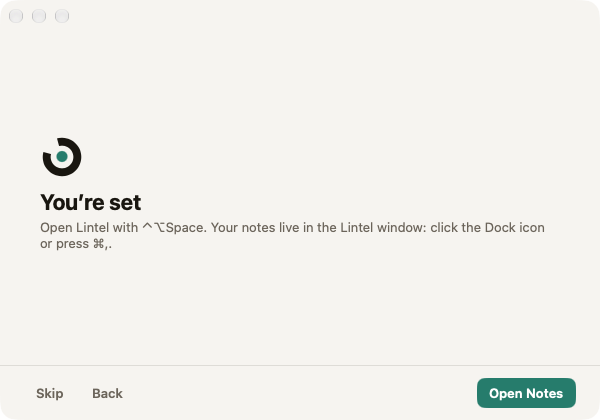 You’re set
Open Lintel with ⌃⌥Space. Your notes live in the Lintel window: click the Dock icon
or press ⌘,.
Skip
Back
Open Notes